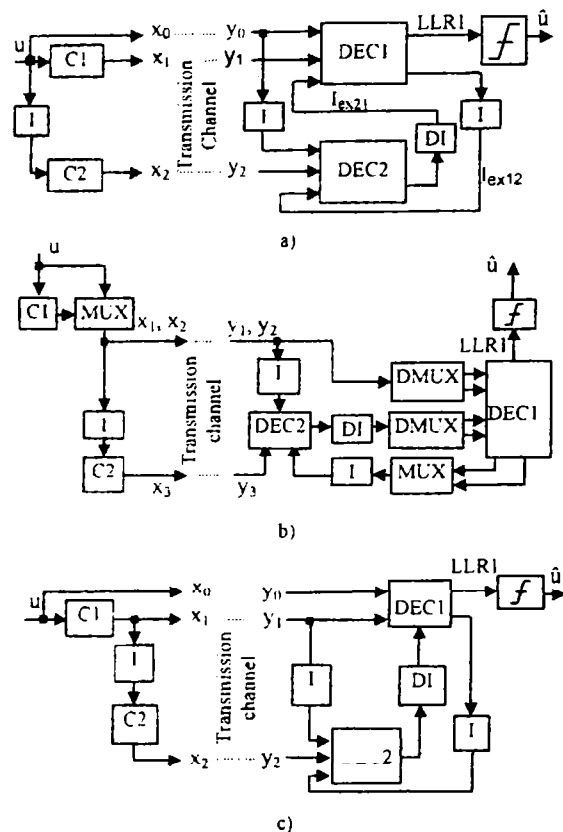 u
C1
I
C2
x₀
x₁
x₂
Transmission
Channel
y₀
y₁
y₂
I
DEC1
DEC2
LLR1
û
I
DI
Iex21
Iex12
a)
u
C1
MUX
x₁, x₂
I
C2
x₃
Transmission
channel
y₁, y₂
y₃
I
DEC2
DI
DMUX
DMUX
I
MUX
DEC1
LLR1
û
b)
u
C1
I
C2
x₀
x₁
x₂
Transmission
channel
y₀
y₁
y₂
I
2
DEC1
DI
I
LLR1
û
c)